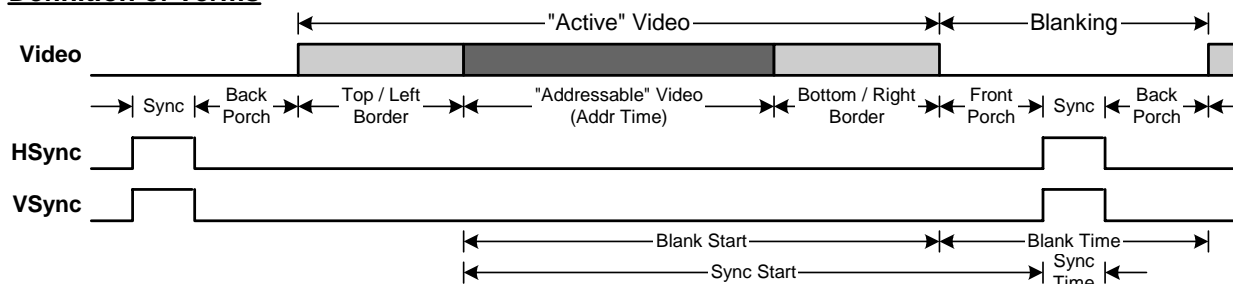 Definition of Terms
"Active" Video
Blanking
Video
Sync
Back Porch
Top / Left Border
"Addressable" Video (Addr Time)
Bottom / Right Border
Front Porch
Sync
Back Porch
HSync
VSync
Blank Start
Blank Time
Sync Start
Sync Time